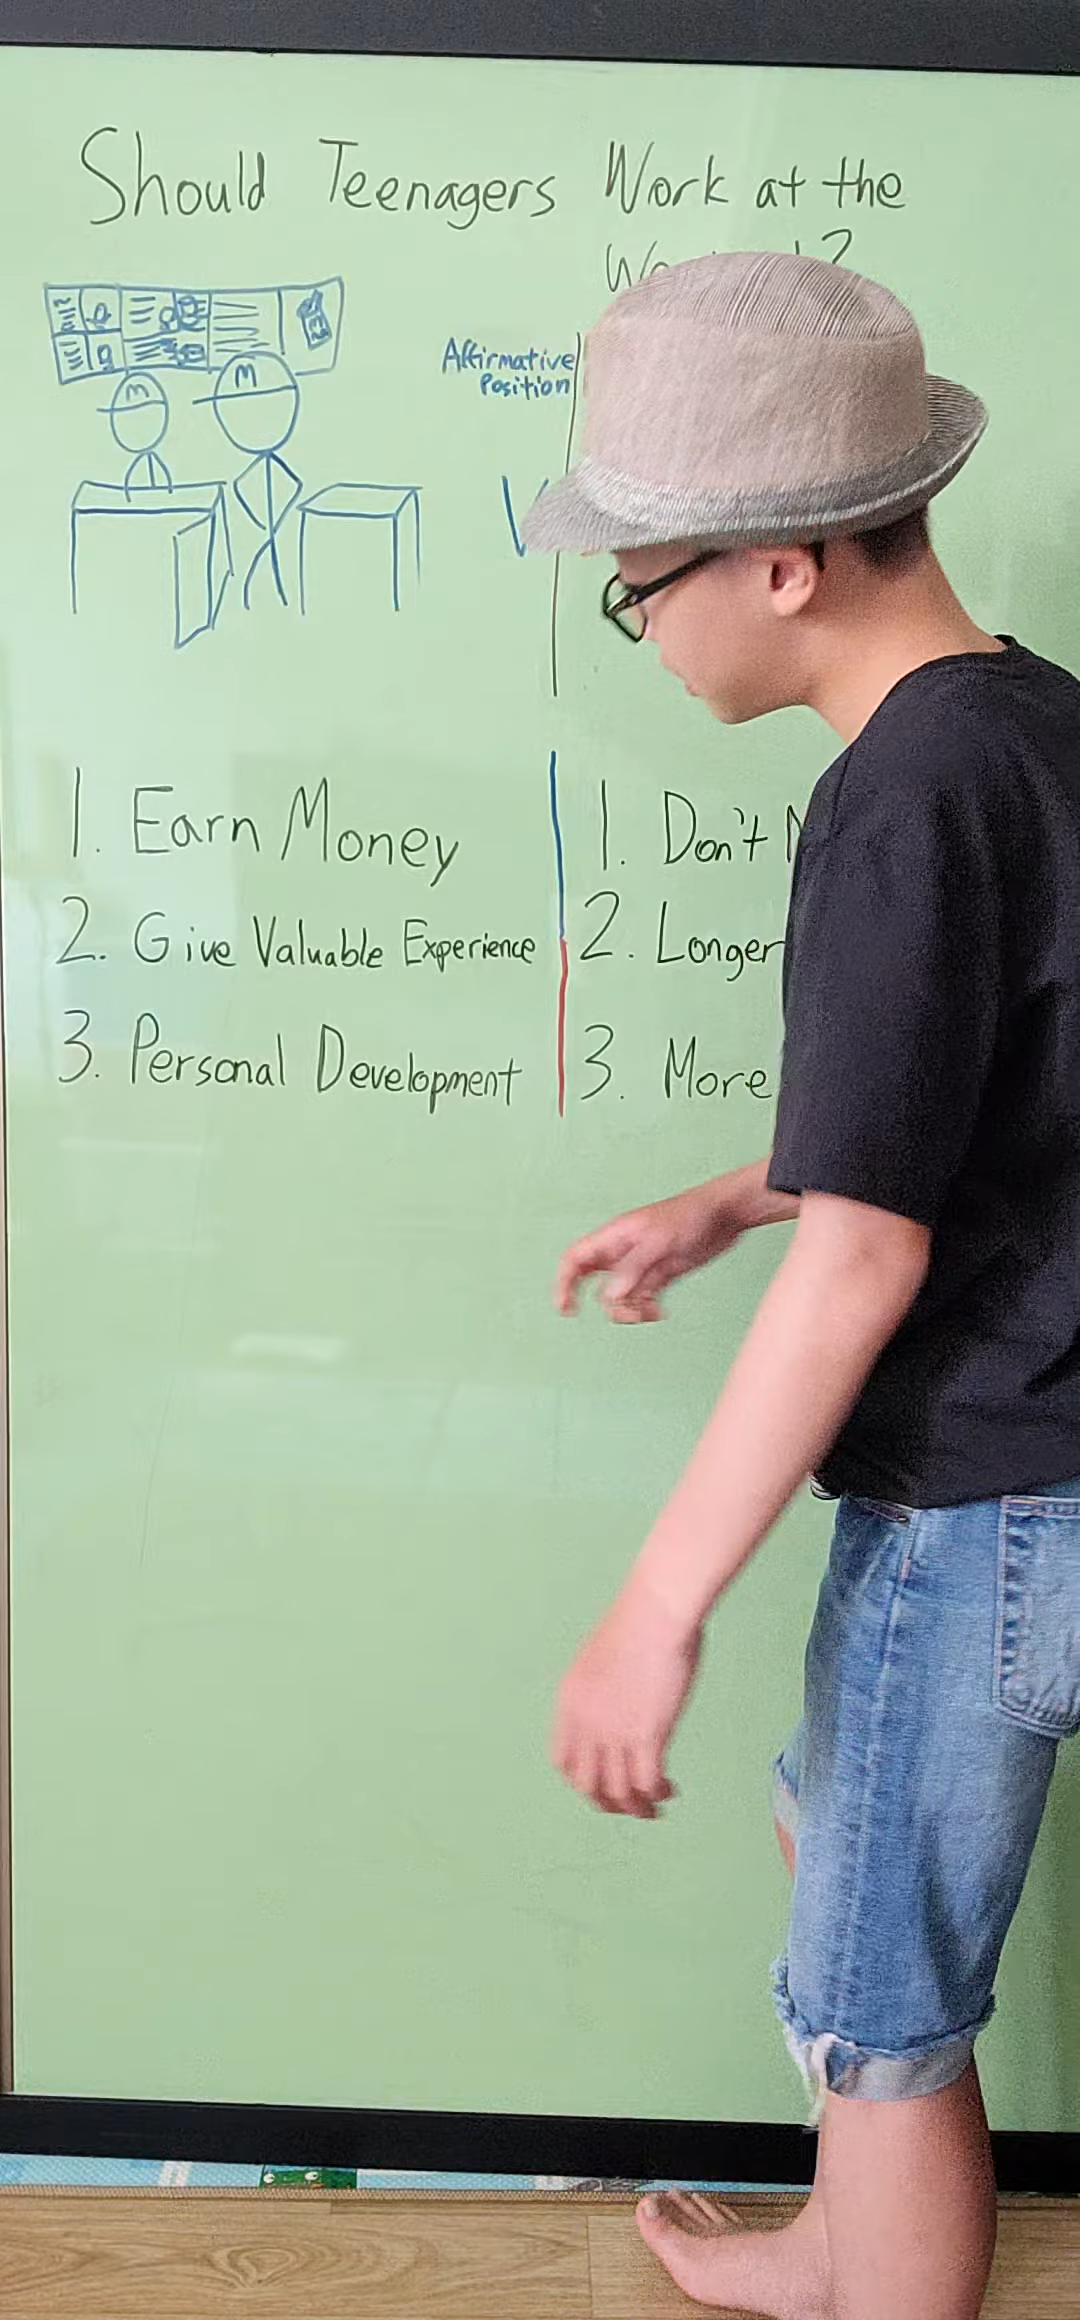 Should Teenagers Work at the
Affirmative
Position
M M
1. Earn Money
2. Give Valuable Experience
3. Personal Development
1. Don't
2. Longer
3. More